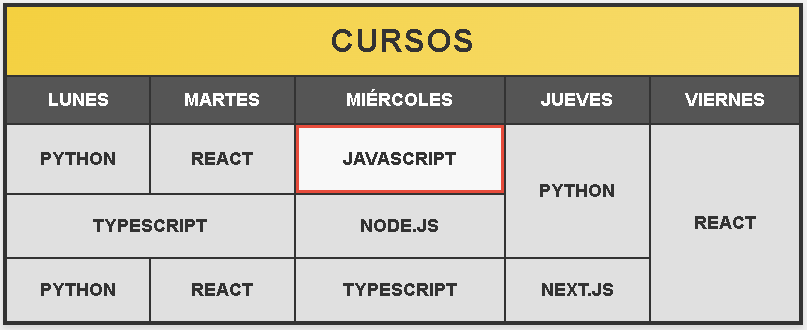 CURSOS
LUNES MARTES MIÉRCOLES JUEVES VIERNES
PYTHON REACT JAVASCRIPT PYTHON REACT
TYPESCRIPT NODE.JS
PYTHON REACT TYPESCRIPT NEXT.JS